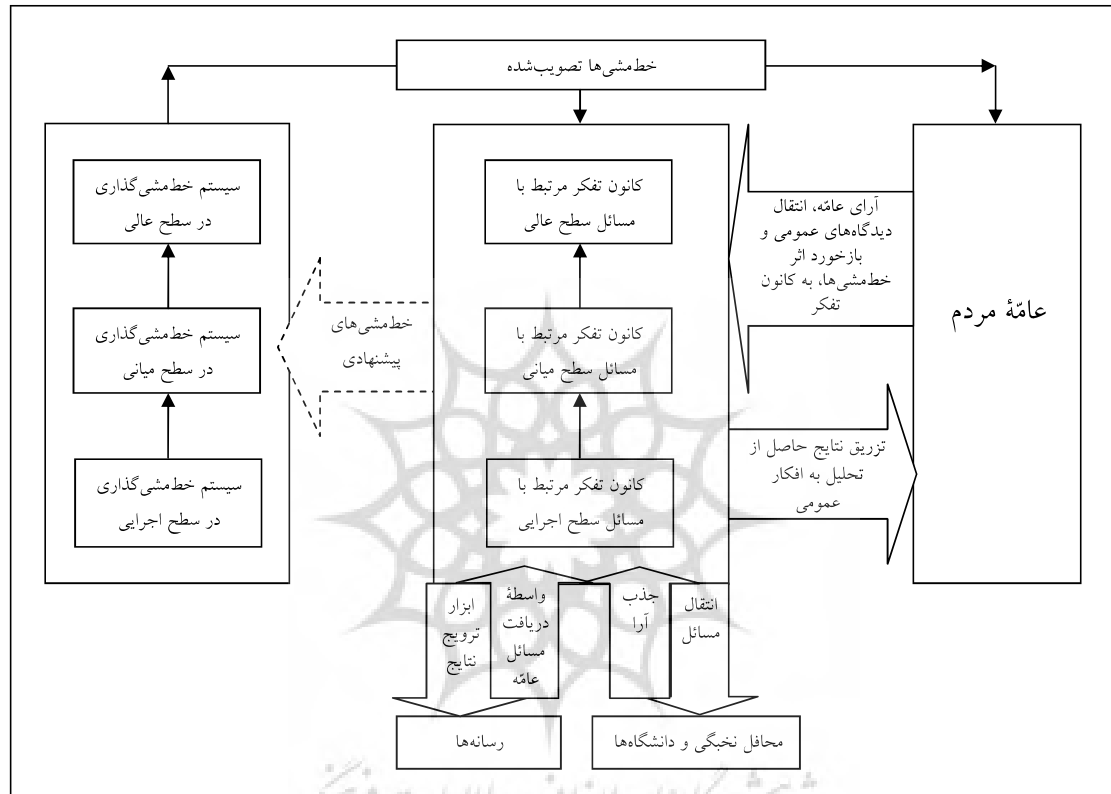 خط‌مشی‌ها تصویب‌شده
عامّهٔ مردم
آرای عامّه، انتقال
دیدگاه‌های عمومی و
بازخورد اثر
خط‌مشی‌ها، به کانون
تفکر
تزریق نتایج حاصل از
تحلیل به افکار
عمومی
کانون تفکر مرتبط با
مسائل سطح عالی
کانون تفکر مرتبط با
مسائل سطح میانی
کانون تفکر مرتبط با
مسائل سطح اجرایی
خط‌مشی‌های
پیشنهادی
سیستم خط‌مشی‌گذاری
در سطح عالی
سیستم خط‌مشی‌گذاری
در سطح میانی
سیستم خط‌مشی‌گذاری
در سطح اجرایی
انتقال
مسائل
جذب
آرا
واسطهٔ
دریافت
مسائل
عامّه
ابزار
ترویج
نتایج
محافل نخبگی و دانشگاه‌ها
رسانه‌ها